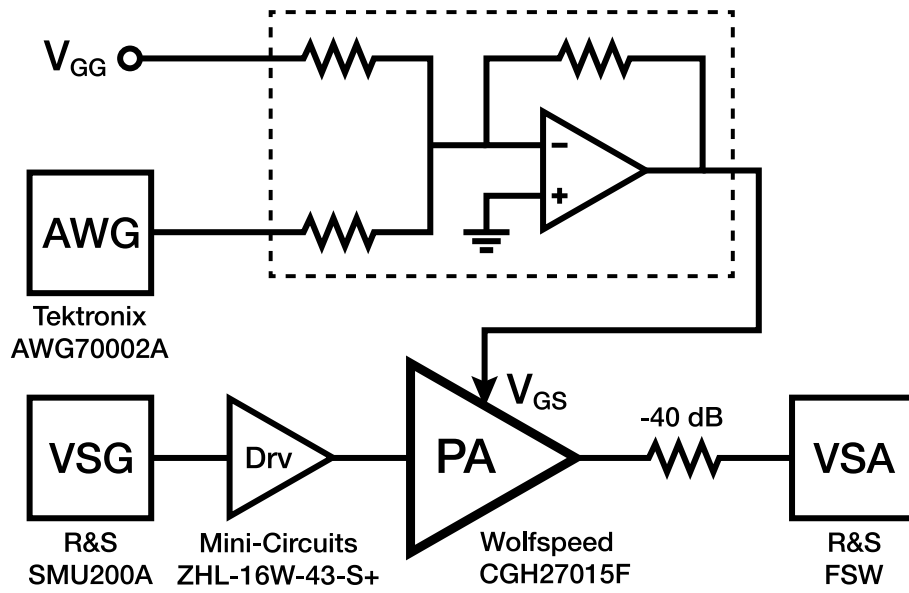 VGG
AWG
Tektronix
AWG70002A
−
+
VGS
VSG
R&S
SMU200A
Drv
Mini-Circuits
ZHL-16W-43-S+
PA
Wolfspeed
CGH27015F
-40 dB
VSA
R&S
FSW